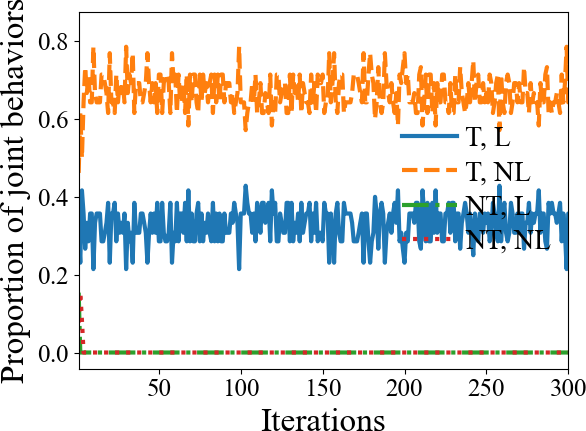 Proportion of joint behaviors
0.8
0.6
0.4
0.2
0.0
T, L
T, NL
NT, L
NT, NL
50
100
150
200
250
300
Iterations